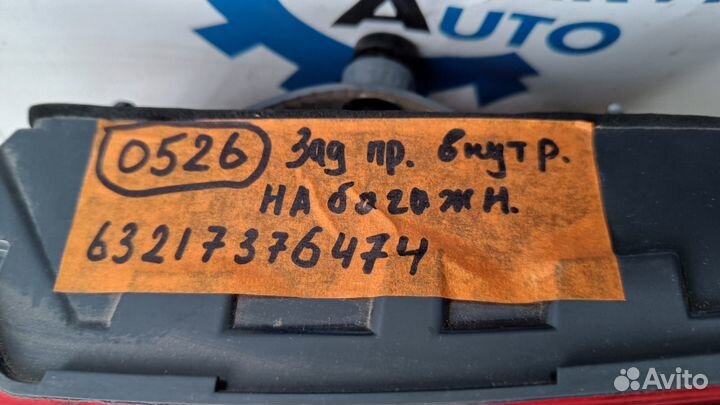 AUTO
0526 Зад пр. внутр.
на багажн.
63217376474
Avito